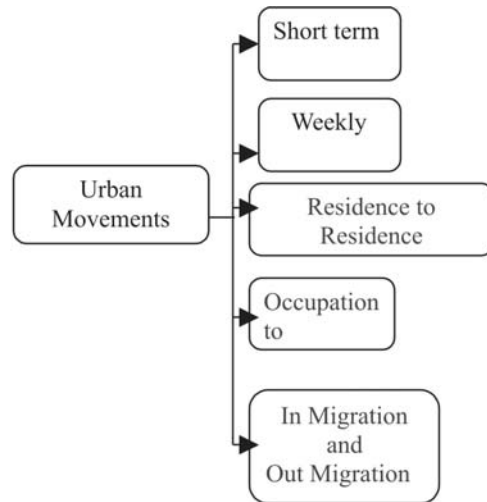 Short term
Weekly
Urban
Movements
Residence to
Residence
Occupation
to
In Migration
and
Out Migration